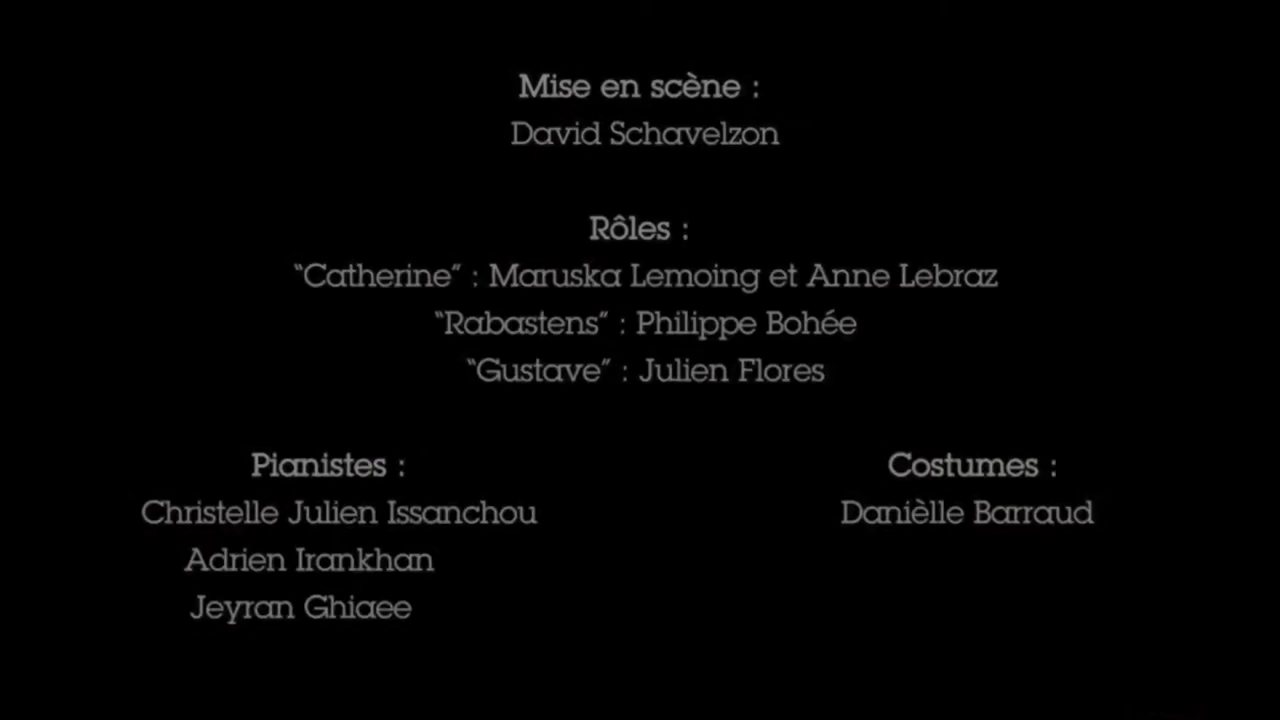 Mise en scène :
David Schavelzon
Rôles :
“Catherine” : Maruska Lemoing et Anne Lebraz
“Rabastens” : Philippe Bohée
“Gustave” : Julien Flores
Pianistes :
Christelle Julien Issanchou
Adrien Irankhan
Jeyran Ghiaee
Costumes :
Danièlle Barraud